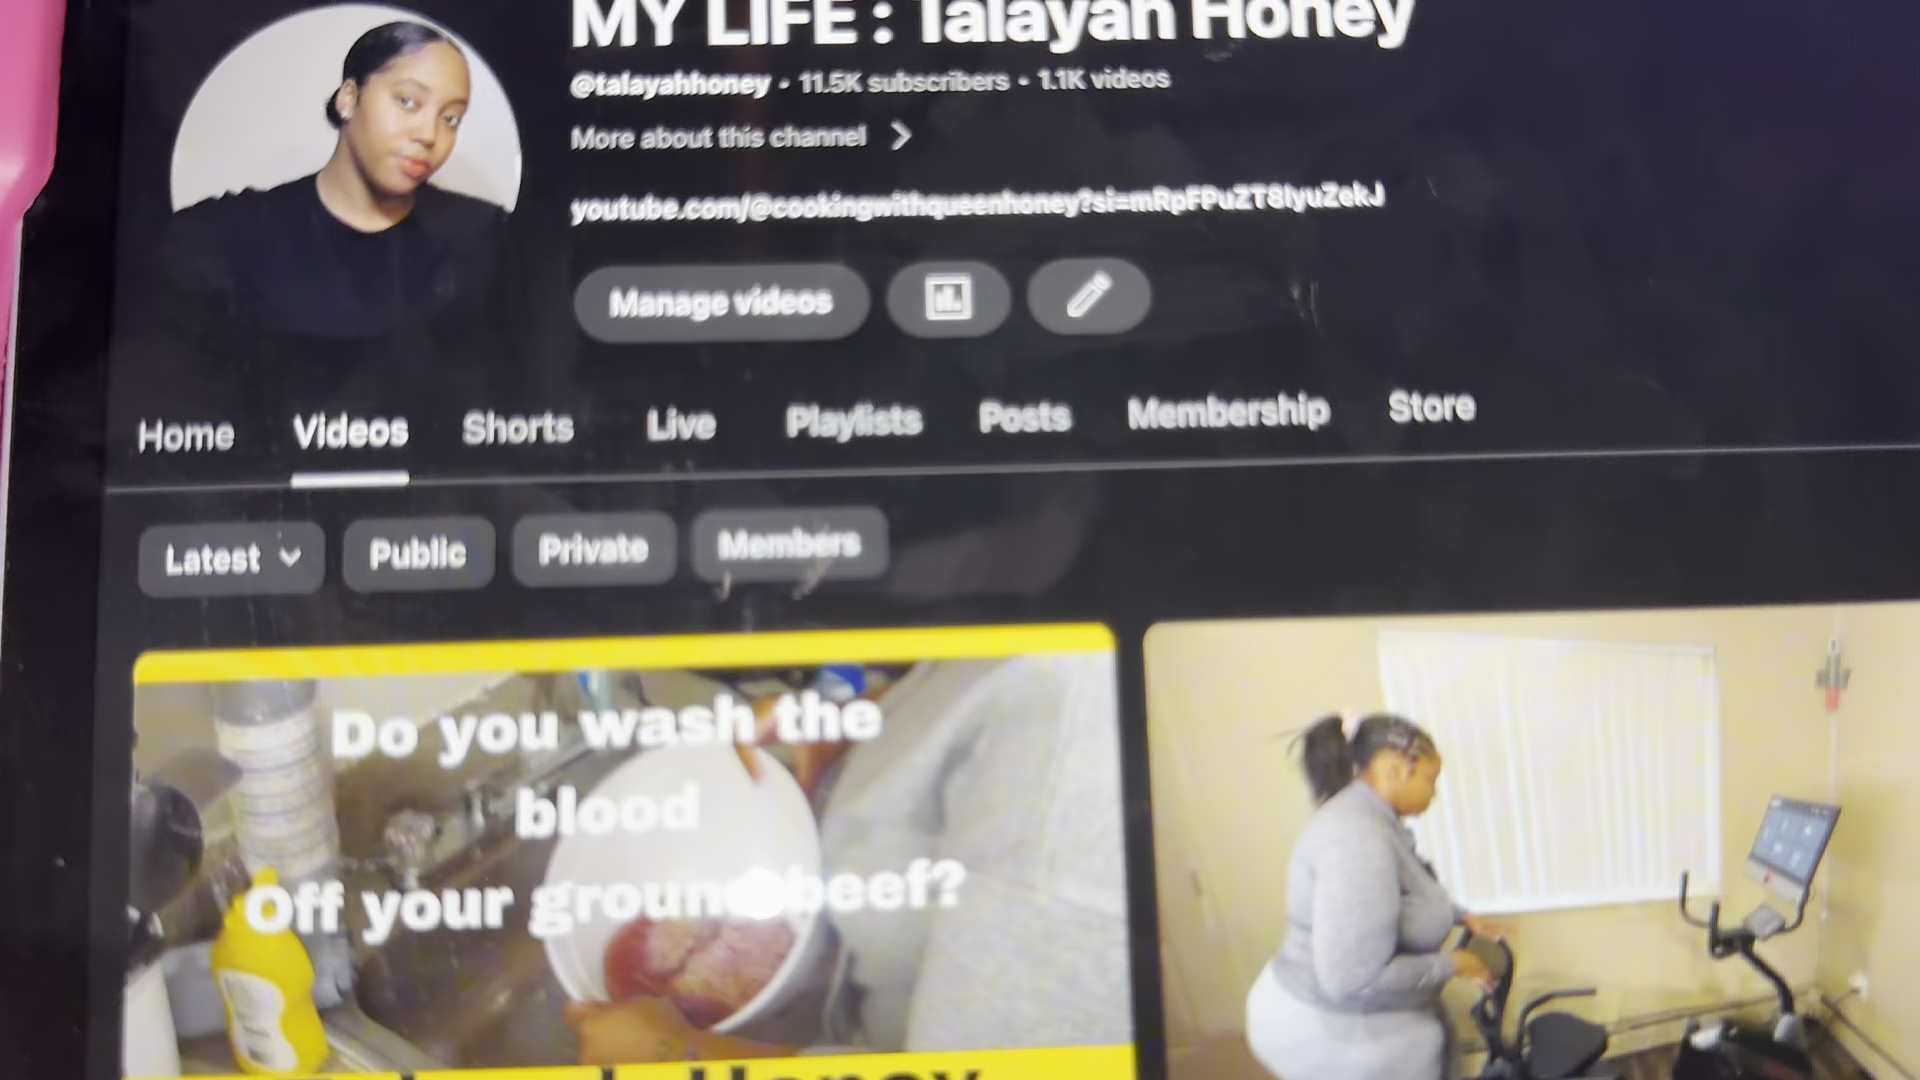 MY LIFE : Talayah Honey
@talayahhoney • 11.5K subscribers • 1.1K videos
More about this channel >
youtube.com/@cookingwithqueenhoney?si=mRpFPuZT8IyuZekJ
Manage videos
Home Videos Shorts Live Playlists Posts Membership Store
Latest Public Private Members
Do you wash the
blood
Off your ground beef?
Honey